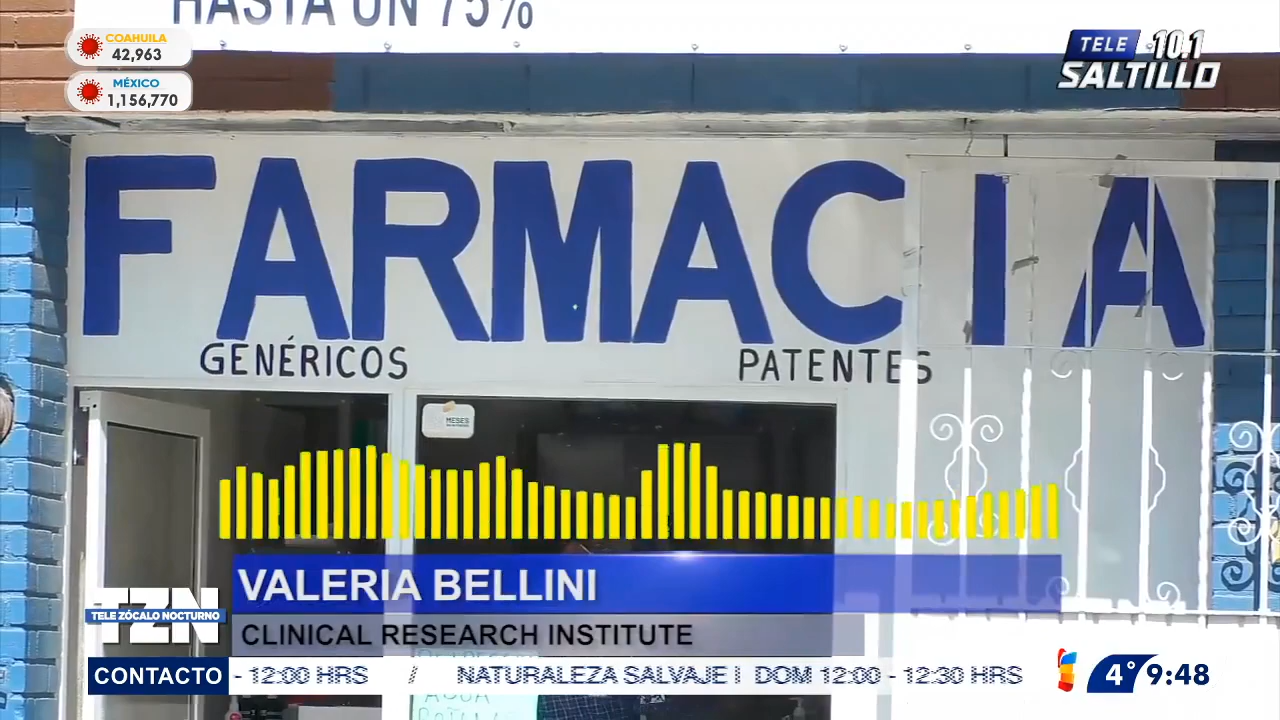 HASTA UN 75%
COAHUILA
42,963
MÉXICO
1,156,770
TELE 10.1
SALTILLO
FARMACIA
GENÉRICOS
PATENTES
MESES
VALERIA BELLINI
CLINICAL RESEARCH INSTITUTE
TZN
TELE ZÓCALO NOCTURNO
CONTACTO
- 12:00 HRS / NATURALEZA SALVAJE | DOM 12:00 - 12:30 HRS
4° 9:48
AGUA